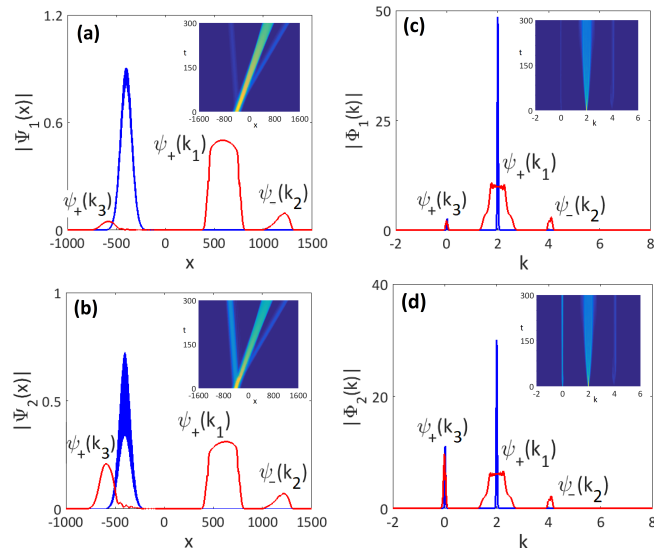 (a)
|Ψ₁(x)|
1.2
0.6
0
-1000 -500 0 500 1000 1500
x
ψ₊(k₃)
ψ₊(k₁)
ψ₋(k₂)
300
t
150
0
-1600 -800 0 800 1600
x
(c)
|Φ₁(k)|
50
25
0
-2 0 2 4 6 8
k
ψ₊(k₃)
ψ₊(k₁)
ψ₋(k₂)
300
t
150
0
-2 0 2 4 6
k
(b)
|Ψ₂(x)|
1
0.5
0
-1000 -500 0 500 1000 1500
x
ψ₊(k₃)
ψ₊(k₁)
ψ₋(k₂)
300
t
150
0
-1600 -800 0 800 1600
x
(d)
|Φ₂(k)|
40
20
0
-2 0 2 4 6 8
k
ψ₊(k₃)
ψ₊(k₁)
ψ₋(k₂)
300
t
150
0
-2 0 2 4 6
k